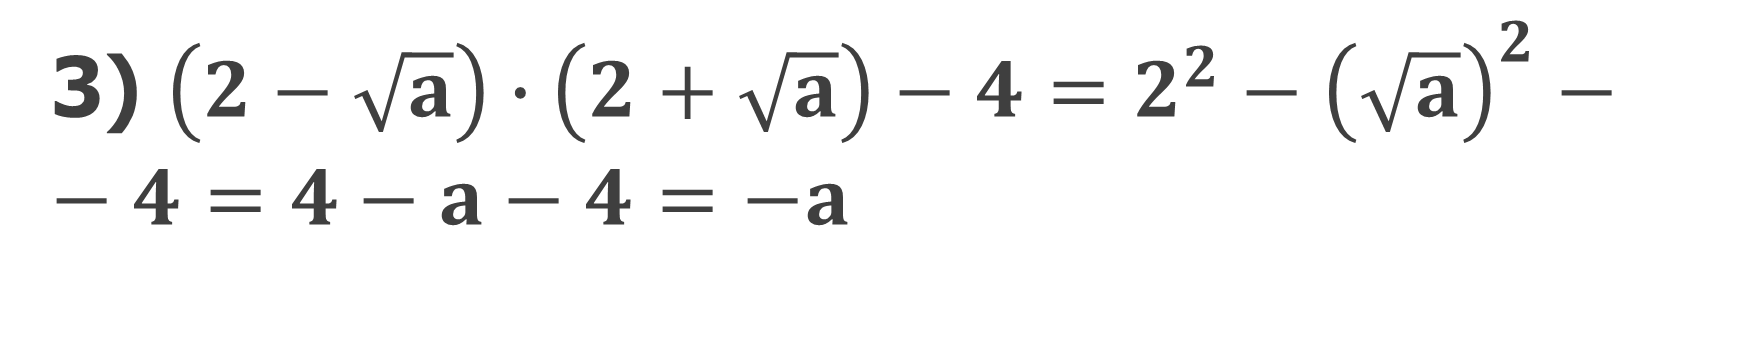 3) (2 − √a) · (2 + √a) − 4 = 2² − (√a)² −
− 4 = 4 − a − 4 = −a